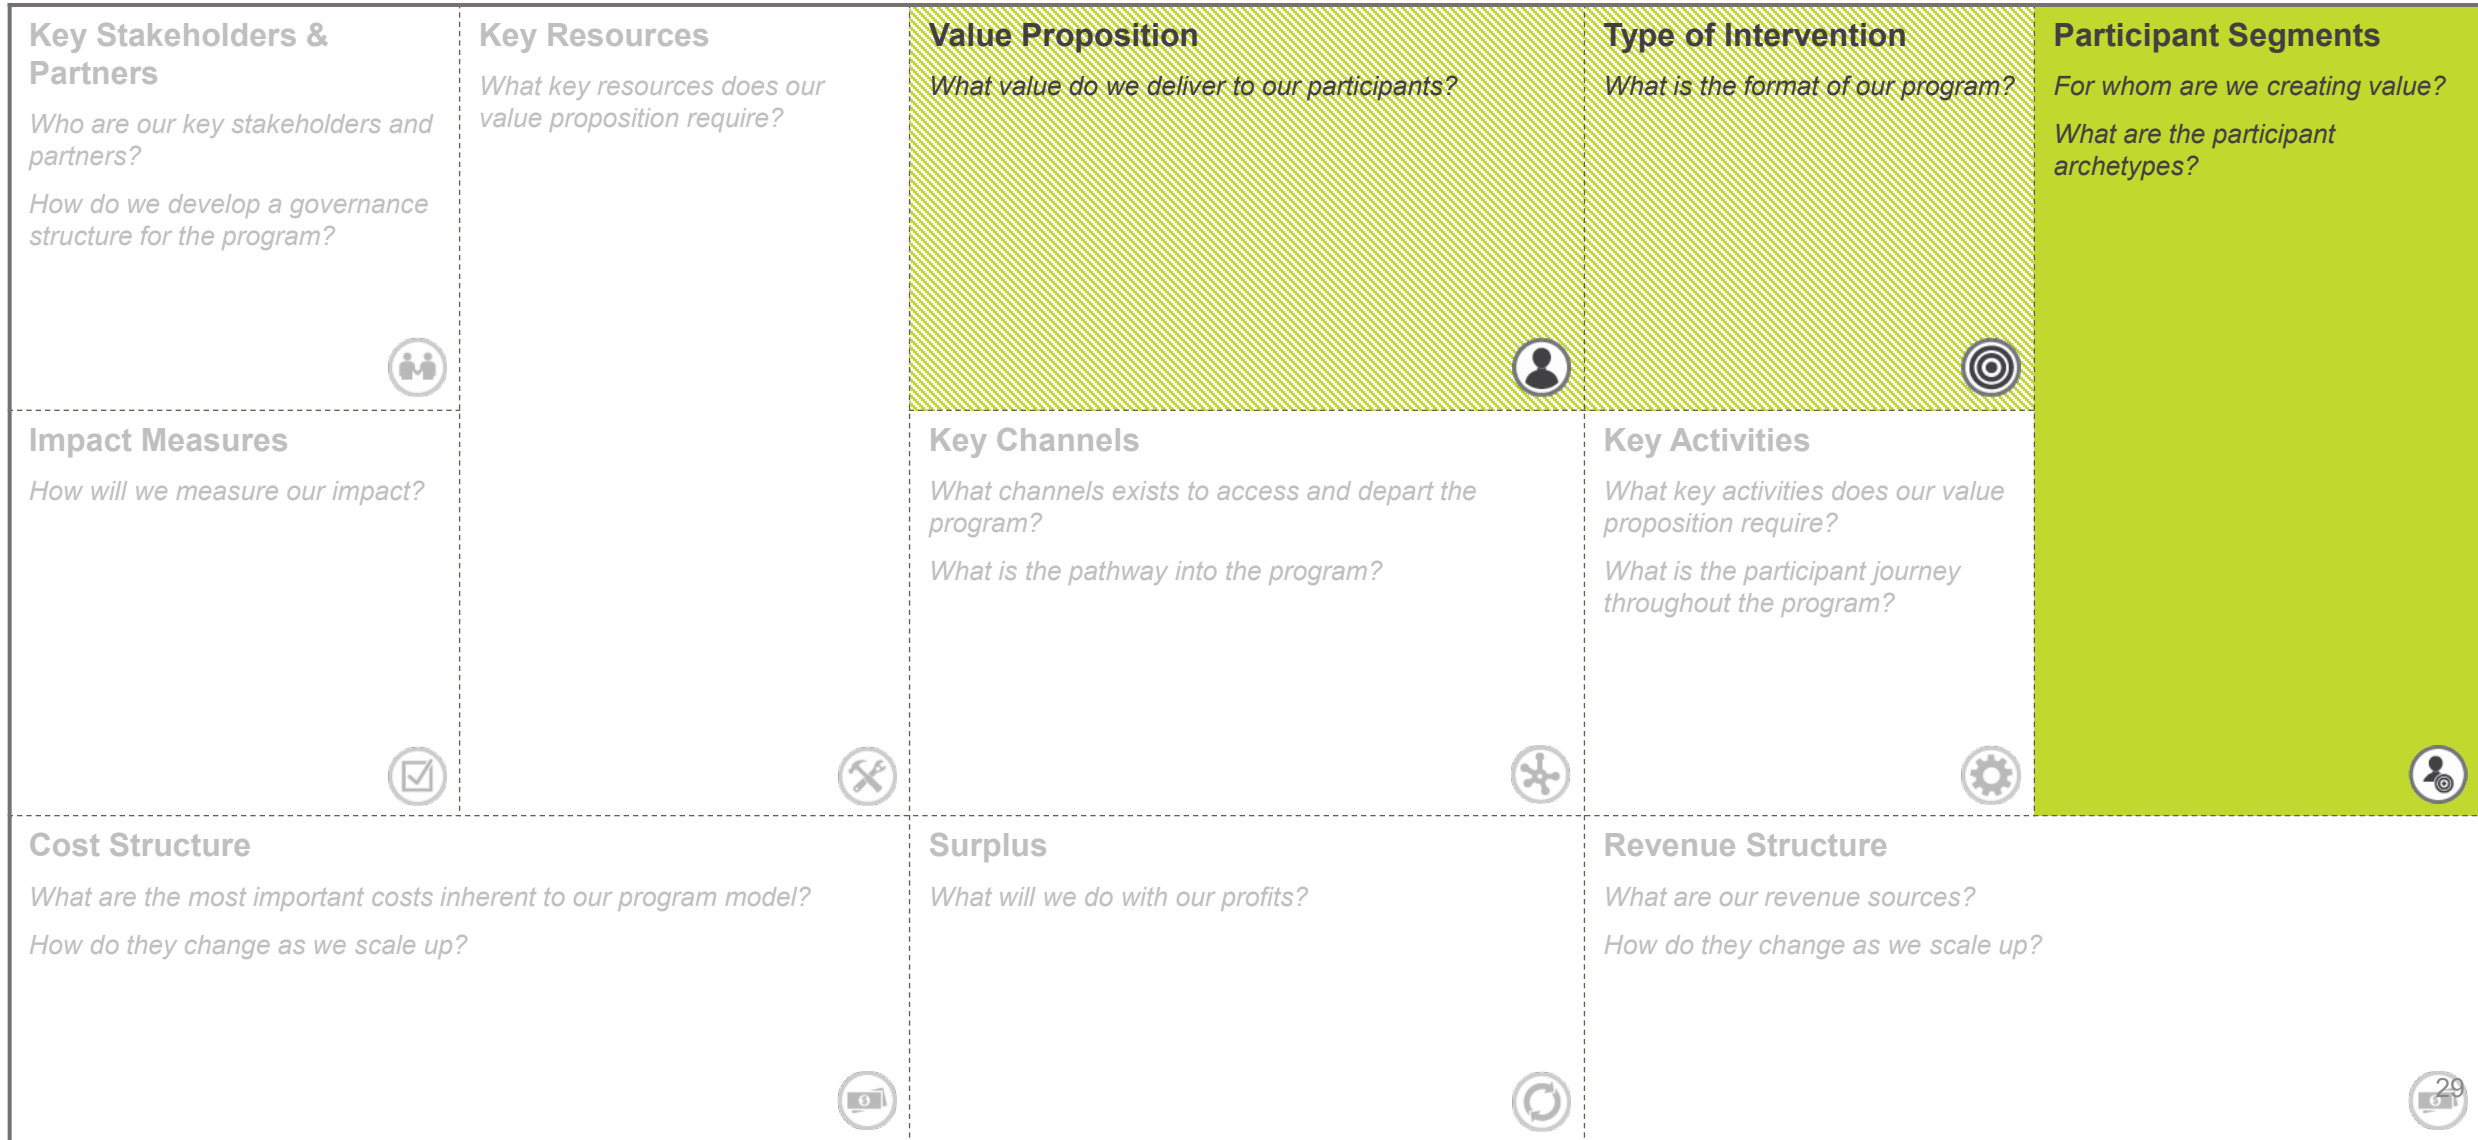 Key Stakeholders &
Partners
Who are our key stakeholders and
partners?
How do we develop a governance
structure for the program?
Key Resources
What key resources does our
value proposition require?
Value Proposition
What value do we deliver to our participants?
Type of Intervention
What is the format of our program?
Participant Segments
For whom are we creating value?
What are the participant
archetypes?
Impact Measures
How will we measure our impact?
Key Channels
What channels exists to access and depart the
program?
What is the pathway into the program?
Key Activities
What key activities does our value
proposition require?
What is the participant journey
throughout the program?
Cost Structure
What are the most important costs inherent to our program model?
How do they change as we scale up?
Surplus
What will we do with our profits?
Revenue Structure
What are our revenue sources?
How do they change as we scale up?
29